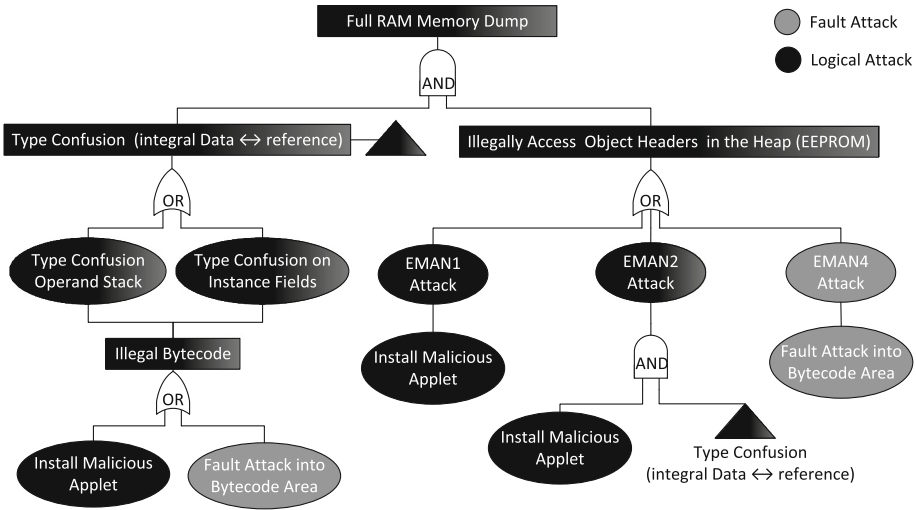 Full RAM Memory Dump
Fault Attack
Logical Attack
AND
Type Confusion (integral Data ↔ reference)
Illegally Access Object Headers in the Heap (EEPROM)
OR
OR
Type Confusion
Operand Stack
Type Confusion on
Instance Fields
EMAN1
Attack
EMAN2
Attack
EMAN4
Attack
Illegal Bytecode
Install Malicious
Applet
AND
Fault Attack into
Bytecode Area
OR
Install Malicious
Applet
Fault Attack into
Bytecode Area
Install Malicious
Applet
Type Confusion
(integral Data ↔ reference)